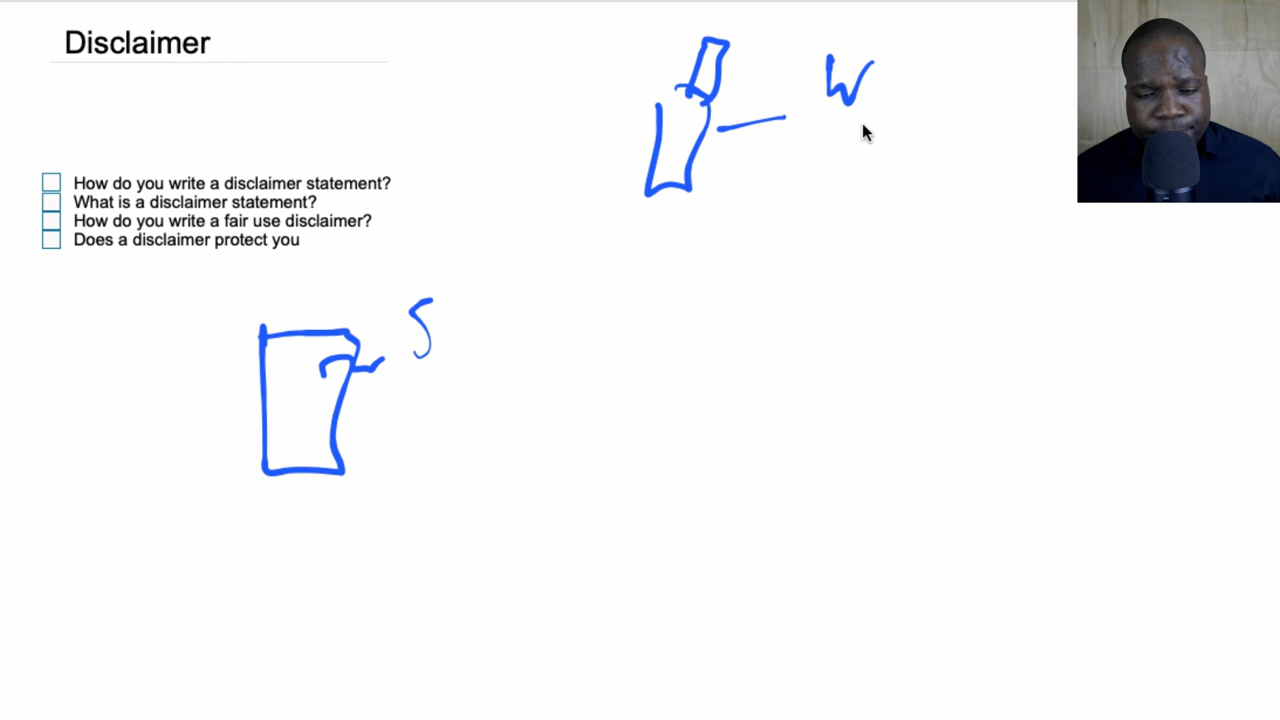 Disclaimer
W
How do you write a disclaimer statement?
What is a disclaimer statement?
How do you write a fair use disclaimer?
Does a disclaimer protect you
S